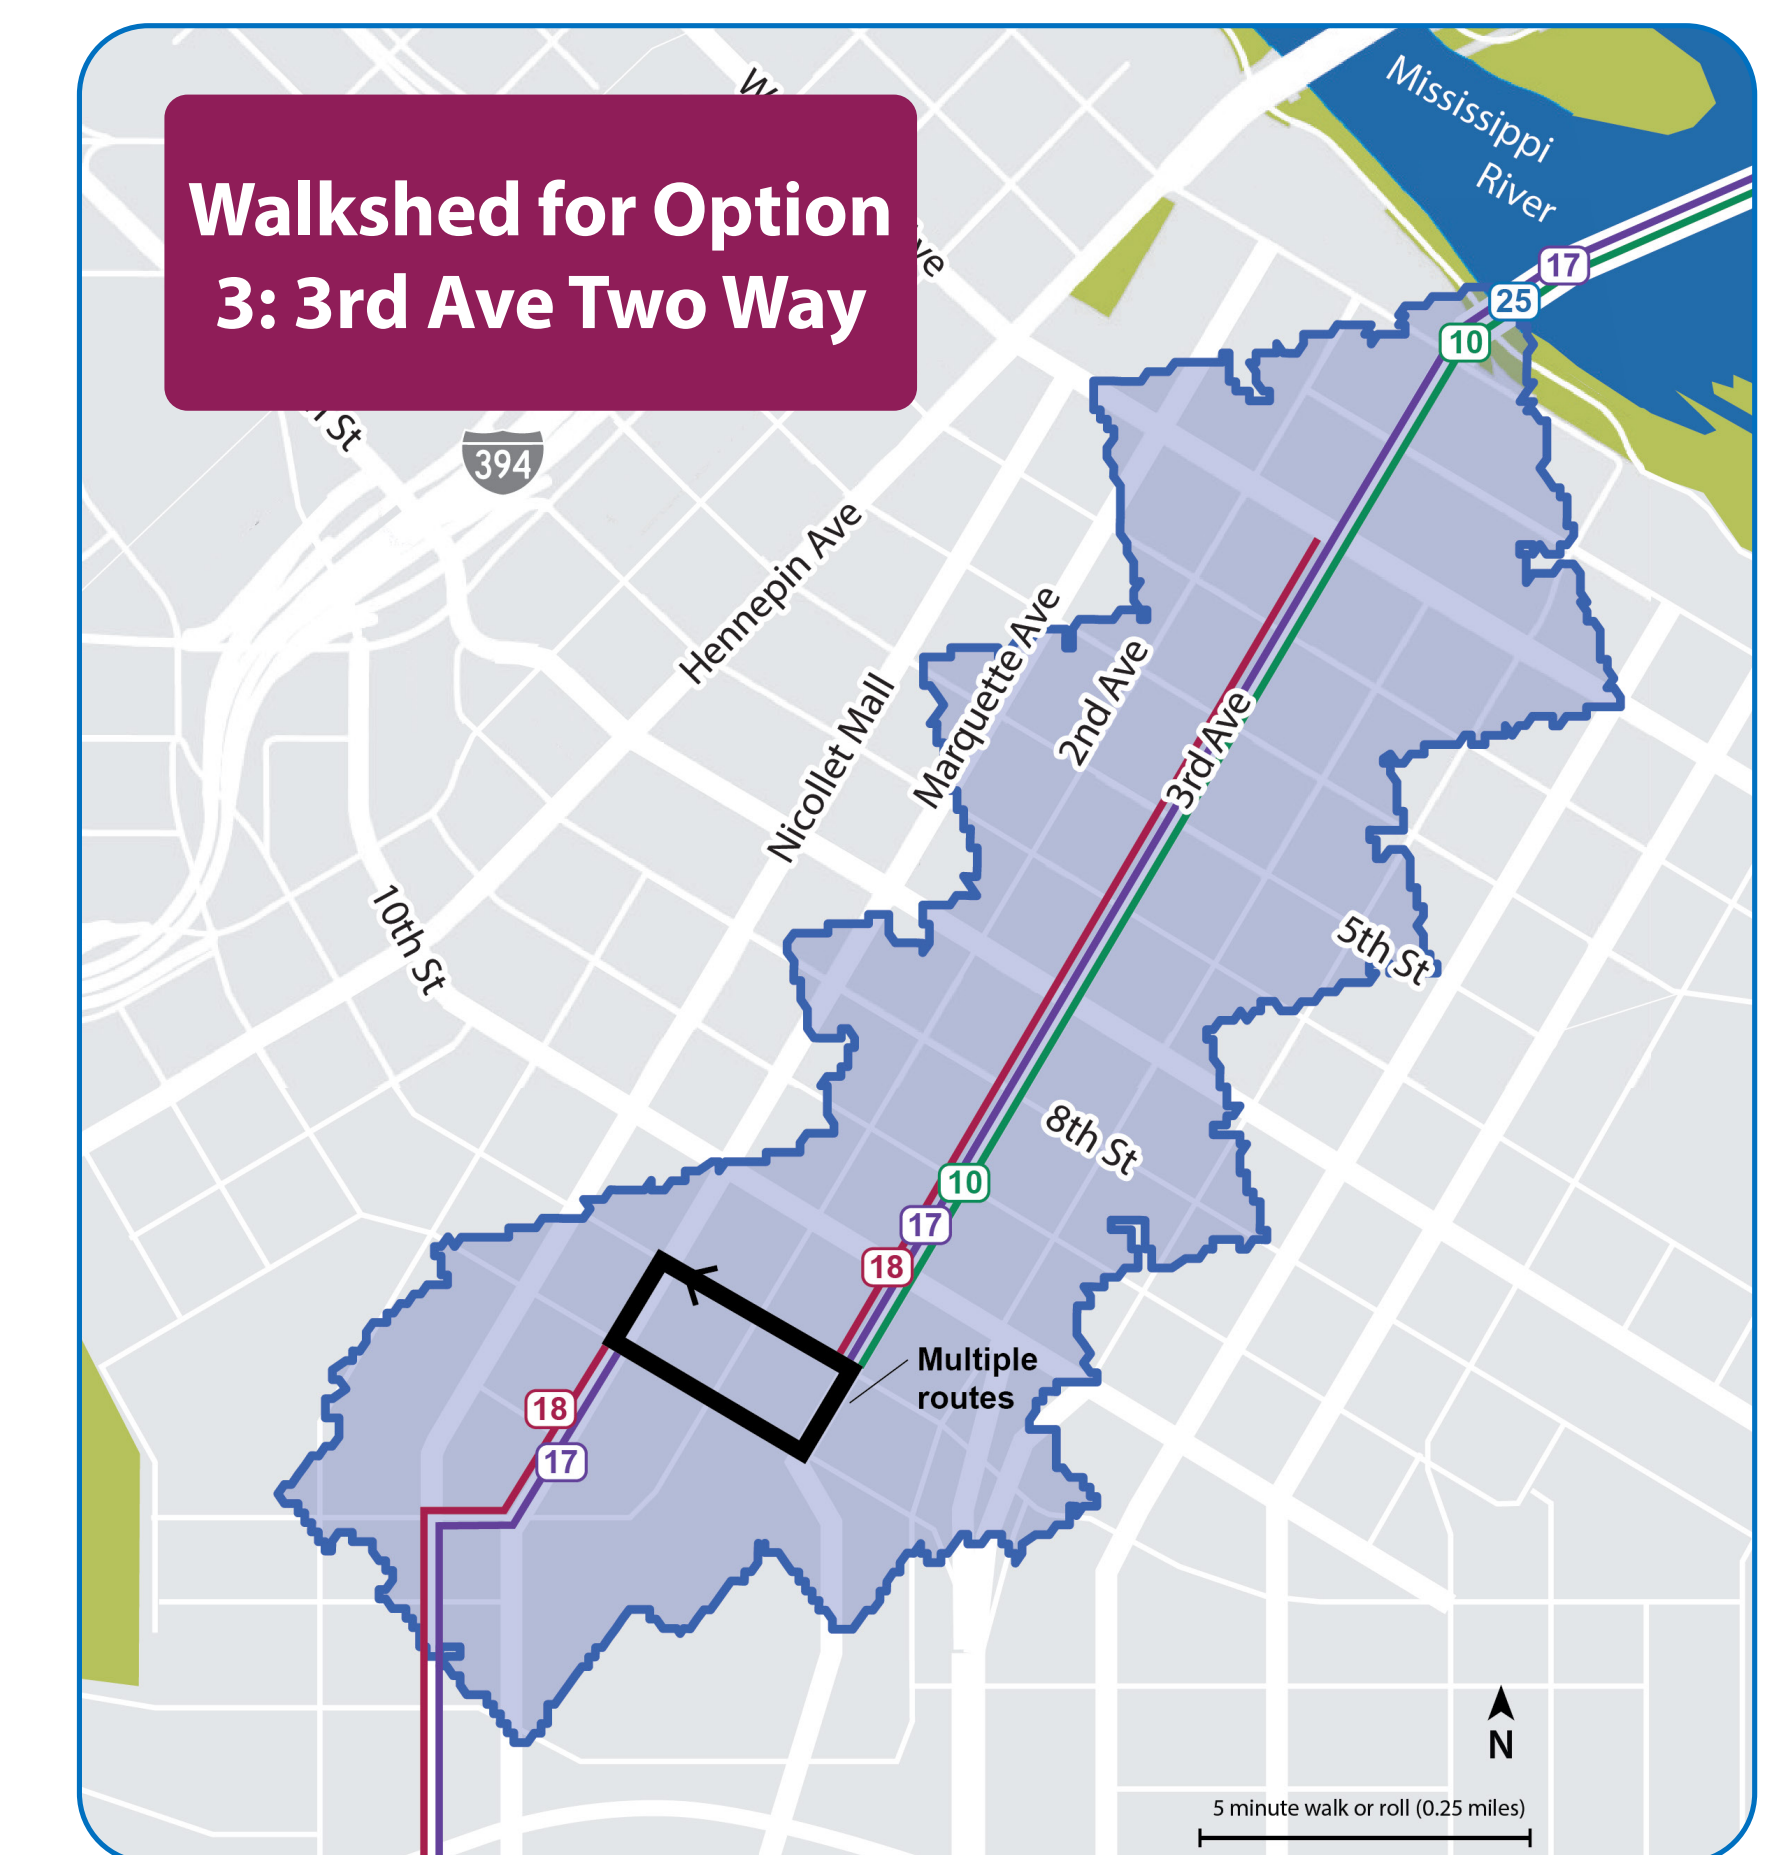 Walkshed for Option
3: 3rd Ave Two Way
Mississippi
River
17
25
10
St
394
Hennepin Ave
Nicollet Mall
Marquette Ave
2nd Ave
3rd Ave
10th St
5th St
8th St
10
17
18
Multiple
routes
18
17
N
5 minute walk or roll (0.25 miles)